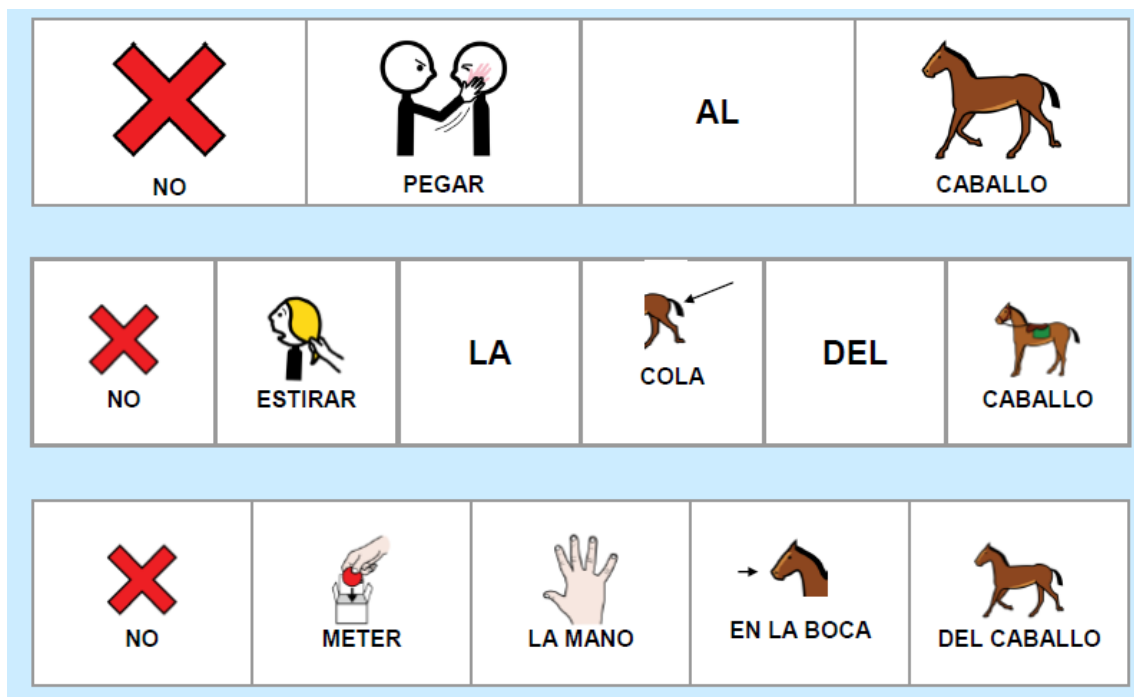 NO PEGAR AL CABALLO
NO ESTIRAR LA COLA DEL CABALLO
NO METER LA MANO EN LA BOCA DEL CABALLO